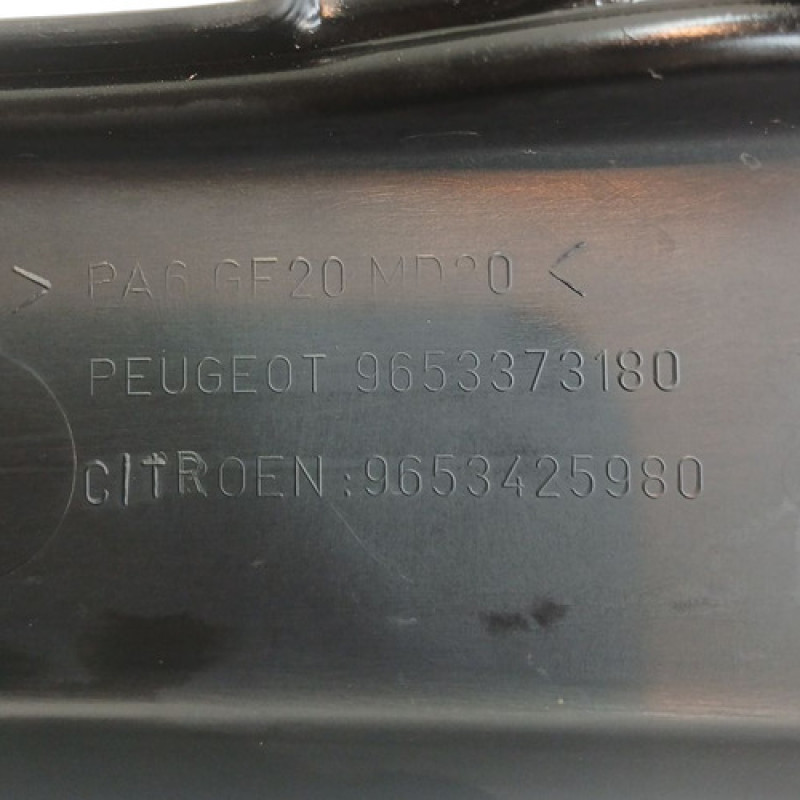 > PA6 GF20 MD20 <
PEUGEOT 9653373180
CITROEN:9653425980